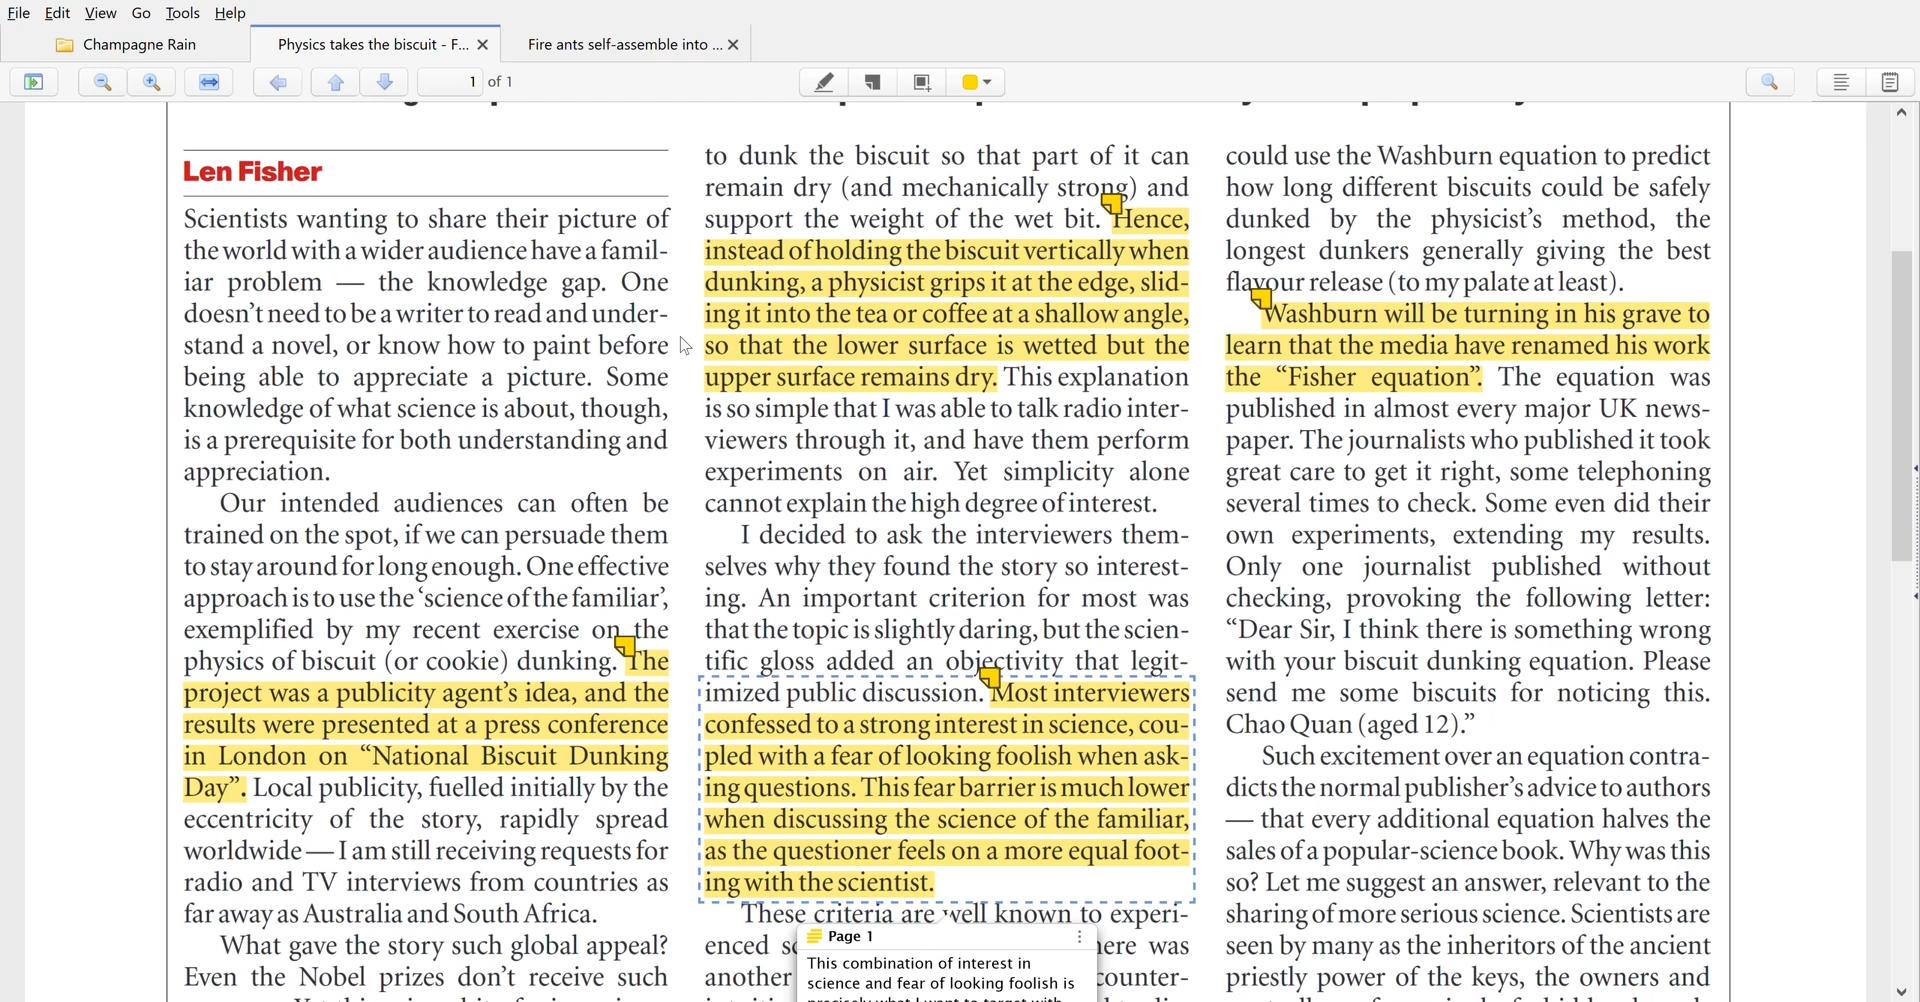 File Edit View Go Tools Help
Champagne Rain
Physics takes the biscuit - F...
Fire ants self-assemble into ...
1 of 1
Len Fisher
Scientists wanting to share their picture of
the world with a wider audience have a famil-
iar problem — the knowledge gap. One
doesn't need to be a writer to read and under-
stand a novel, or know how to paint before
being able to appreciate a picture. Some
knowledge of what science is about, though,
is a prerequisite for both understanding and
appreciation.
Our intended audiences can often be
trained on the spot, if we can persuade them
to stay around for long enough. One effective
approach is to use the 'science of the familiar',
exemplified by my recent exercise on the
physics of biscuit (or cookie) dunking. The
project was a publicity agent's idea, and the
results were presented at a press conference
in London on “National Biscuit Dunking
Day”. Local publicity, fuelled initially by the
eccentricity of the story, rapidly spread
worldwide — I am still receiving requests for
radio and TV interviews from countries as
far away as Australia and South Africa.
What gave the story such global appeal?
Even the Nobel prizes don't receive such
to dunk the biscuit so that part of it can
remain dry (and mechanically strong) and
support the weight of the wet bit. Hence,
instead of holding the biscuit vertically when
dunking, a physicist grips it at the edge, slid-
ing it into the tea or coffee at a shallow angle,
so that the lower surface is wetted but the
upper surface remains dry. This explanation
is so simple that I was able to talk radio inter-
viewers through it, and have them perform
experiments on air. Yet simplicity alone
cannot explain the high degree of interest.
I decided to ask the interviewers them-
selves why they found the story so interest-
ing. An important criterion for most was
that the topic is slightly daring, but the scien-
tific gloss added an objectivity that legit-
imized public discussion. Most interviewers
confessed to a strong interest in science, cou-
pled with a fear of looking foolish when ask-
ing questions. This fear barrier is much lower
when discussing the science of the familiar,
as the questioner feels on a more equal foot-
ing with the scientist.
These criteria are well known to experi-
enced
another
Page 1
This combination of interest in
science and fear of looking foolish is
precisely what I want to target with
here was
counter-
could use the Washburn equation to predict
how long different biscuits could be safely
dunked by the physicist's method, the
longest dunkers generally giving the best
flavour release (to my palate at least).
Washburn will be turning in his grave to
learn that the media have renamed his work
the “Fisher equation”. The equation was
published in almost every major UK news-
paper. The journalists who published it took
great care to get it right, some telephoning
several times to check. Some even did their
own experiments, extending my results.
Only one journalist published without
checking, provoking the following letter:
“Dear Sir, I think there is something wrong
with your biscuit dunking equation. Please
send me some biscuits for noticing this.
Chao Quan (aged 12).”
Such excitement over an equation contra-
dicts the normal publisher's advice to authors
— that every additional equation halves the
sales of a popular-science book. Why was this
so? Let me suggest an answer, relevant to the
sharing of more serious science. Scientists are
seen by many as the inheritors of the ancient
priestly power of the keys, the owners and